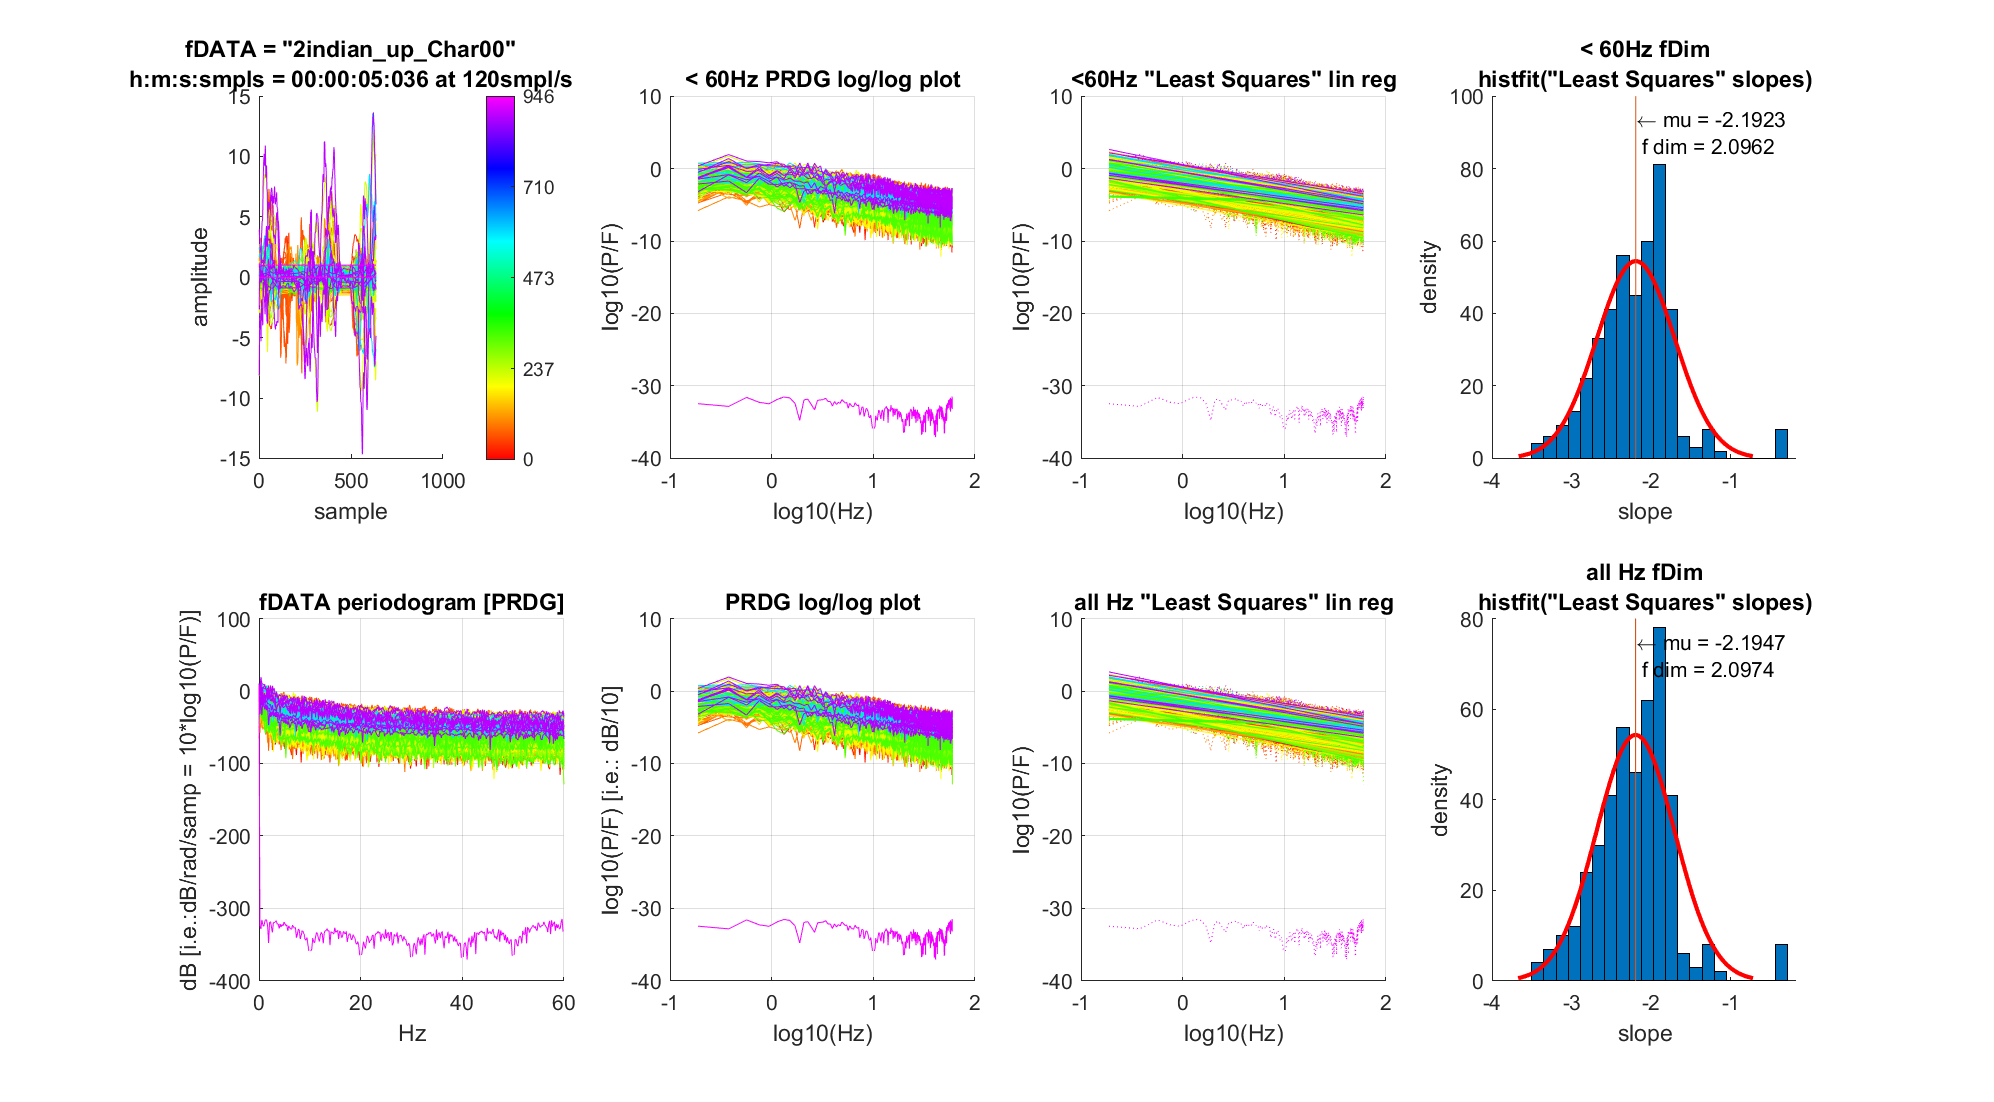 fDATA = "2indian_up_Char00"
h:m:s:smpls = 00:00:05:036 at 120smpl/s
15
10
5
0
-5
-10
-15
amplitude
0
500
1000
sample
946
710
473
237
0
< 60Hz PRDG log/log plot
10
0
-10
-20
-30
-40
log10(P/F)
-1
0
1
2
log10(Hz)
<60Hz "Least Squares" lin reg
10
0
-10
-20
-30
-40
log10(P/F)
-1
0
1
2
log10(Hz)
< 60Hz fDim
histfit("Least Squares" slopes)
100
80
60
40
20
0
density
← mu = -2.1923
f dim = 2.0962
-4
-3
-2
-1
slope
fDATA periodogram [PRDG]
100
0
-100
-200
-300
-400
dB [i.e.:dB/rad/samp = 10*log10(P/F)]
0
20
40
60
Hz
PRDG log/log plot
10
0
-10
-20
-30
-40
log10(P/F) [i.e.: dB/10]
-1
0
1
2
log10(Hz)
all Hz "Least Squares" lin reg
10
0
-10
-20
-30
-40
log10(P/F)
-1
0
1
2
log10(Hz)
all Hz fDim
histfit("Least Squares" slopes)
80
60
40
20
0
density
← mu = -2.1947
f dim = 2.0974
-4
-3
-2
-1
slope